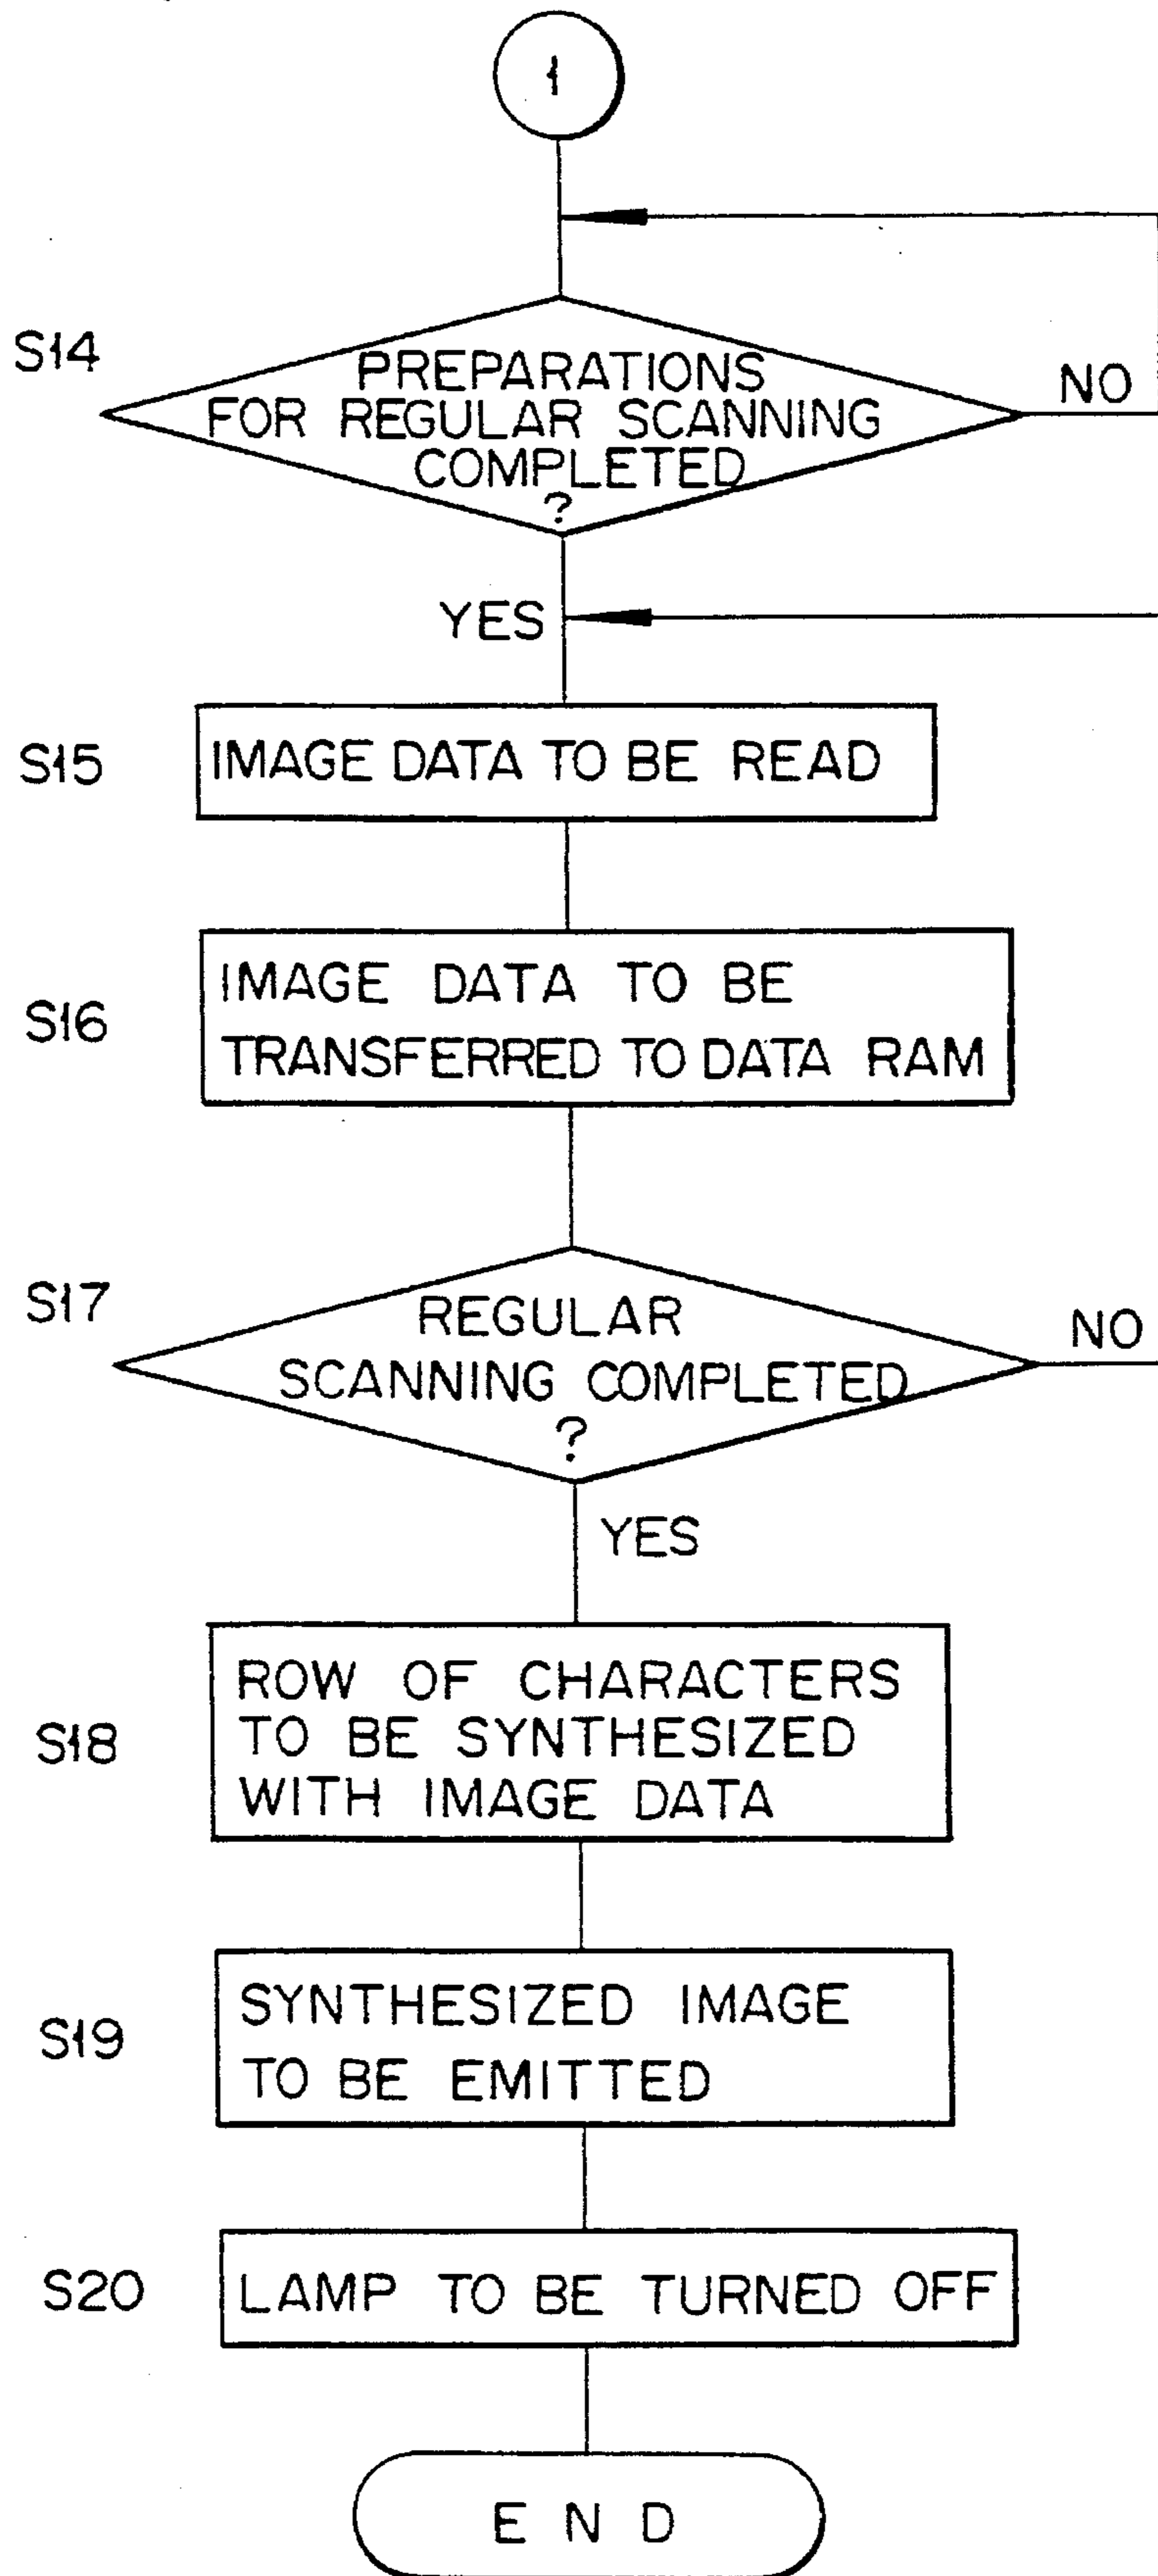 1
S14
PREPARATIONS
FOR REGULAR SCANNING
COMPLETED
?
NO
YES
S15
IMAGE DATA TO BE READ
S16
IMAGE DATA TO BE
TRANSFERRED TO DATA RAM
S17
REGULAR
SCANNING COMPLETED
?
NO
YES
S18
ROW OF CHARACTERS
TO BE SYNTHESIZED
WITH IMAGE DATA
S19
SYNTHESIZED IMAGE
TO BE EMITTED
S20
LAMP TO BE TURNED OFF
END